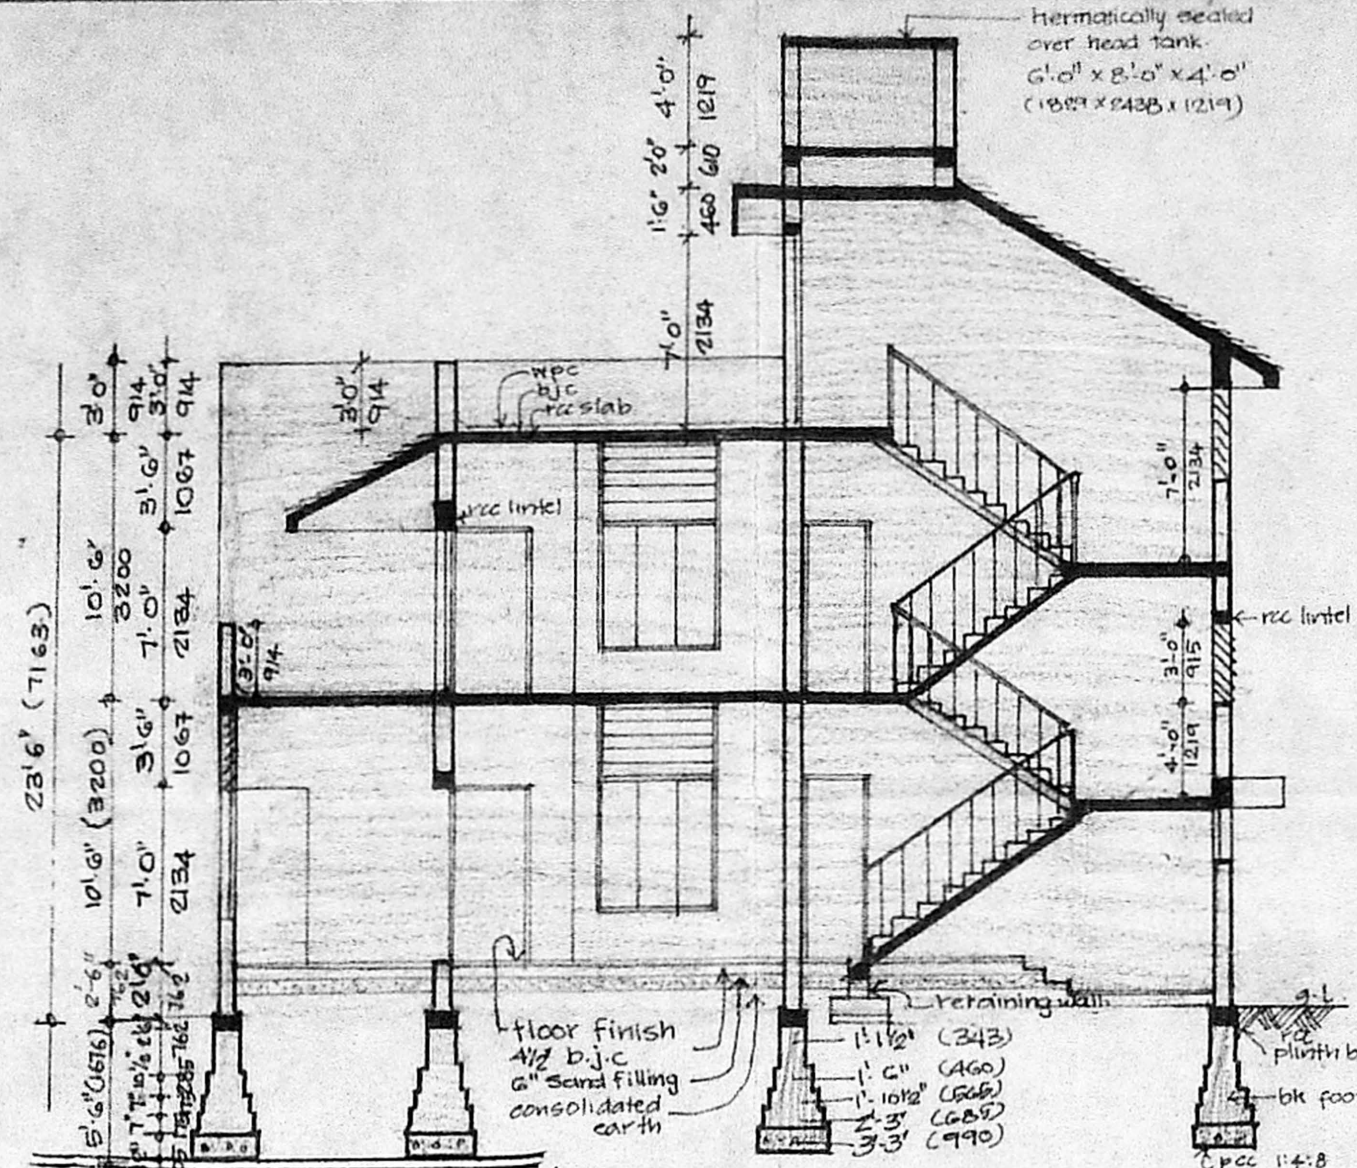 hermatically sealed
over head tank.
6'-0" x 8'-0" x 4'-0"
(1829 x 2438 x 1219)
4'-0"
1219
2'0"
610
1'-6"
460
7'-0"
2134
3'-0"
914
3'-0"
914
3'-0"
914
wpc
bjc
rcc slab
3'-6"
1067
rcc lintel
10'-6"
3200
7'-0"
2134
(3'-0"
914
23'6" (7163)
3'6"
1067
10'6" (3200)
7'0"
2134
2'-6"
762
2'6"
762
5'-6" (1676)
7'-0"
2134
rcc lintel
3'-0"
915
4'-0"
1219
retaining wall
g.l
plinth b
bk foo
pcc 1:4:8
floor finish
4½ b.j.c
6" sand filling
consolidated
earth
1'-1½" (343)
1'-6" (460)
1'-10½" (565)
2'-3" (685)
3'-3' (990)